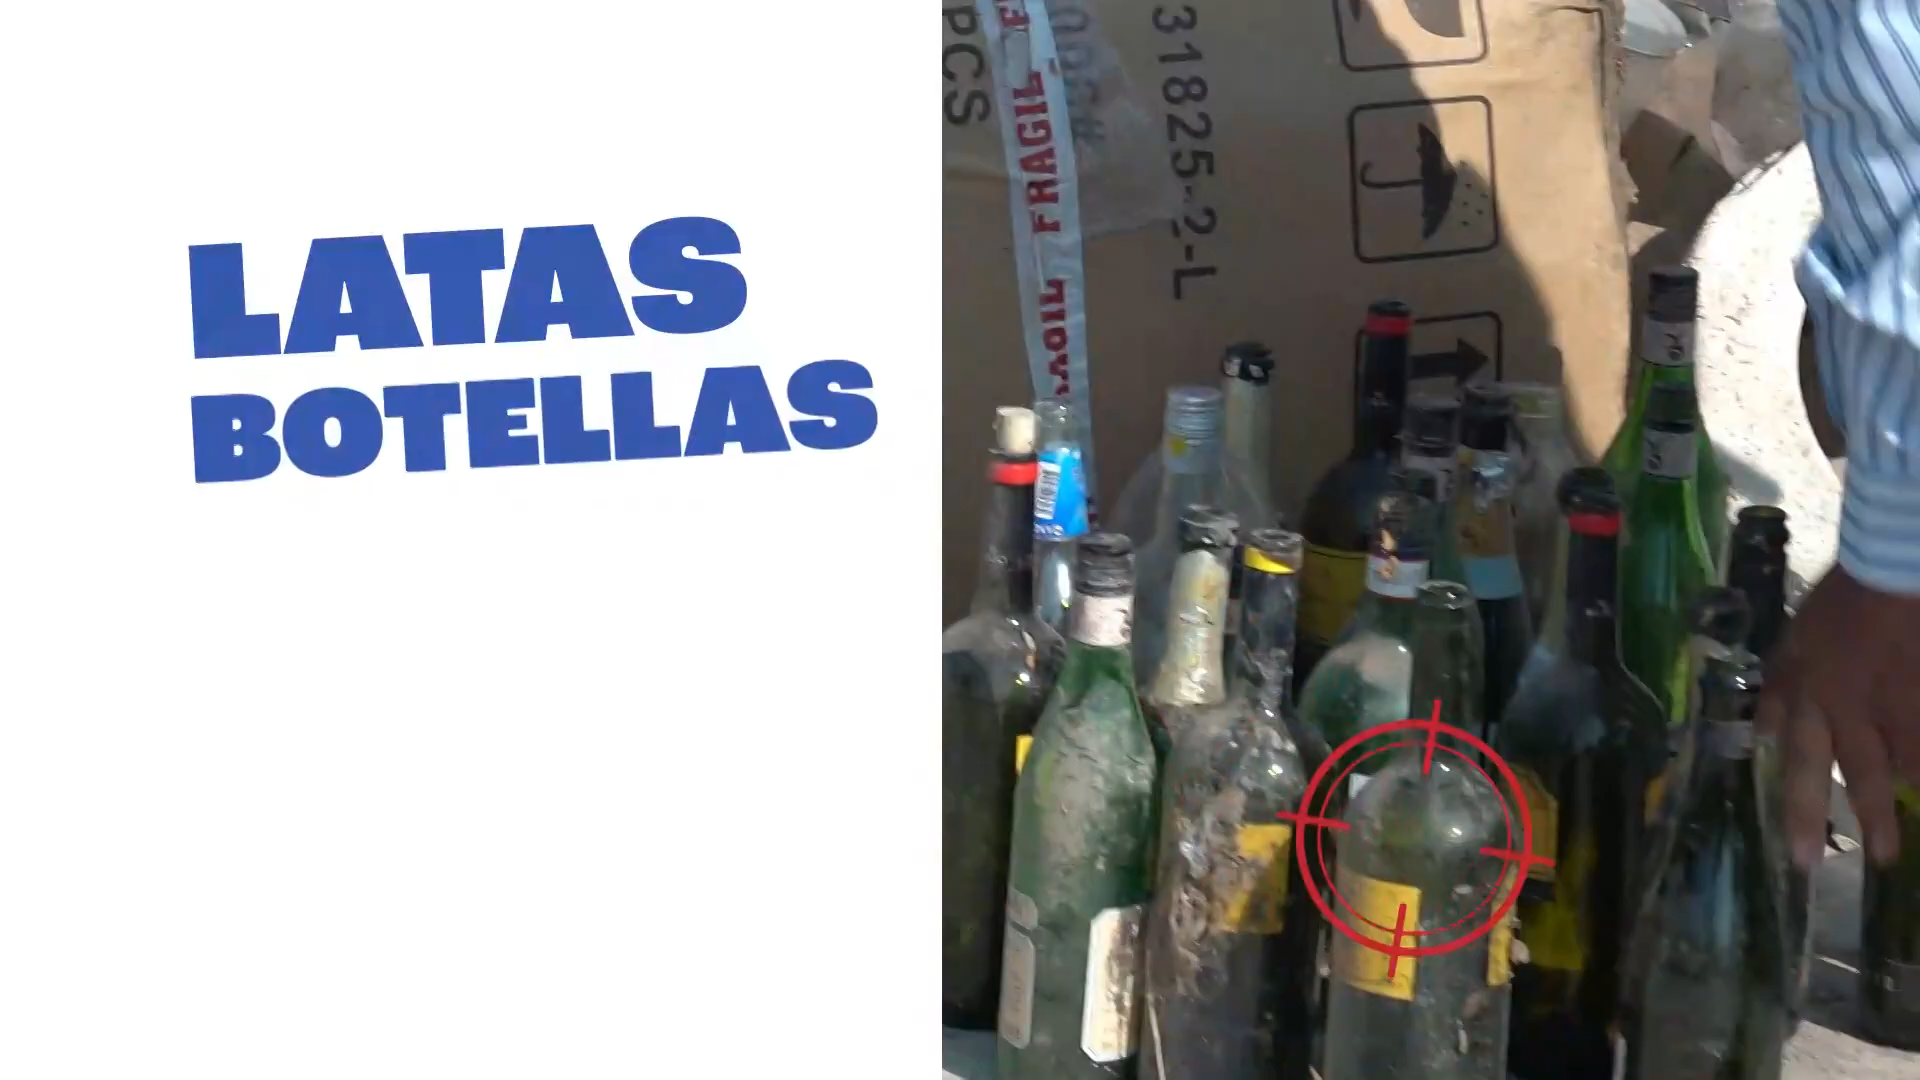 LATAS
BOTELLAS
PCS
FRAGIL
31825-2-L